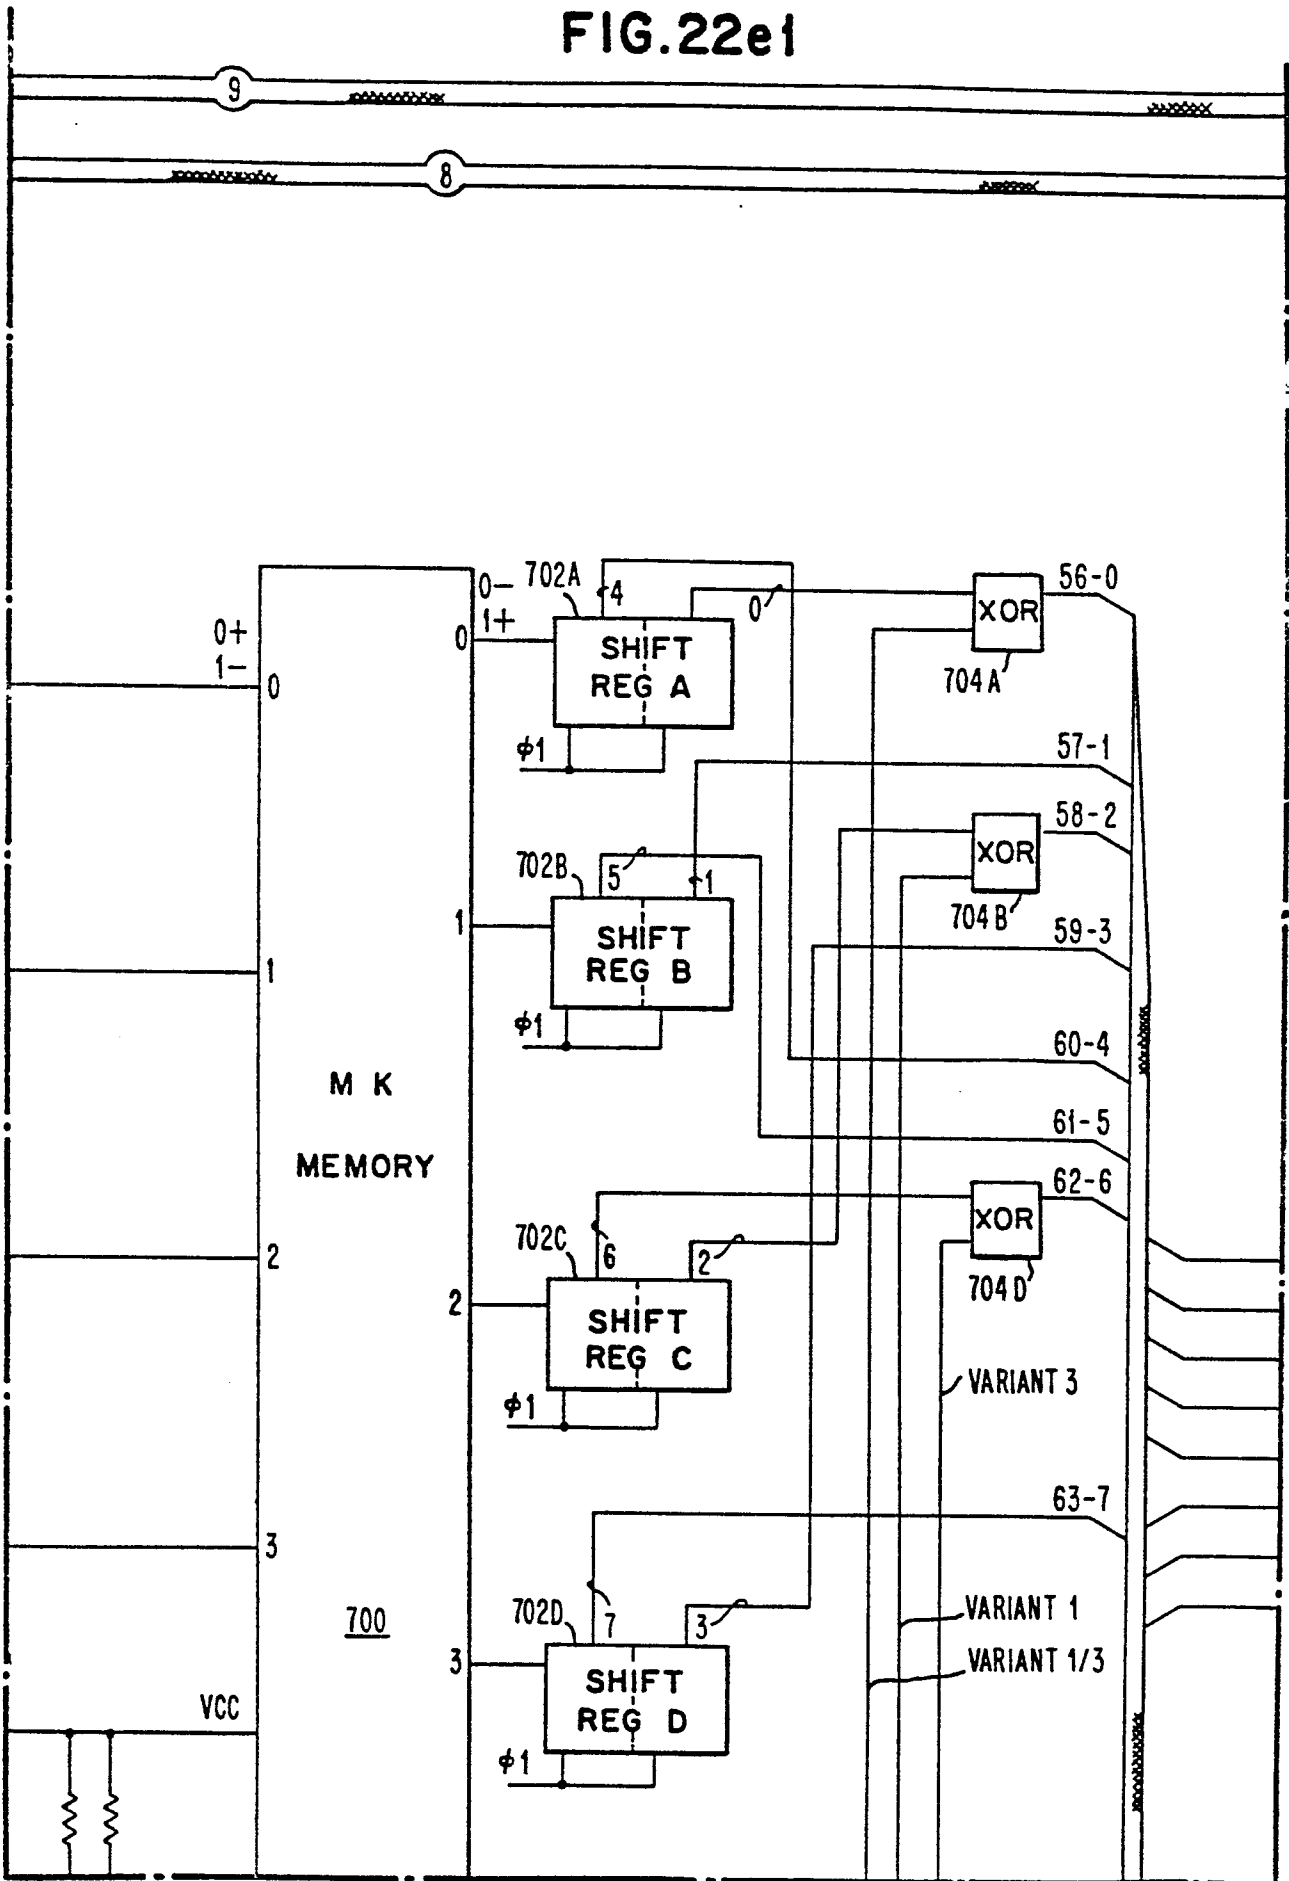 FIG.22e1
9
8
702A
0-
1+
4
0
56-0
XOR
704A
0+
1-
0
0
SHIFT
REG A
φ1
57-1
58-2
XOR
704B
702B
5
1
1
SHIFT
REG B
φ1
59-3
1
60-4
M K
MEMORY
61-5
62-6
XOR
704D
702C
6
2
2
2
SHIFT
REG C
φ1
VARIANT 3
63-7
3
700
702D
7
3
3
SHIFT
REG D
φ1
VARIANT 1
VARIANT 1/3
VCC